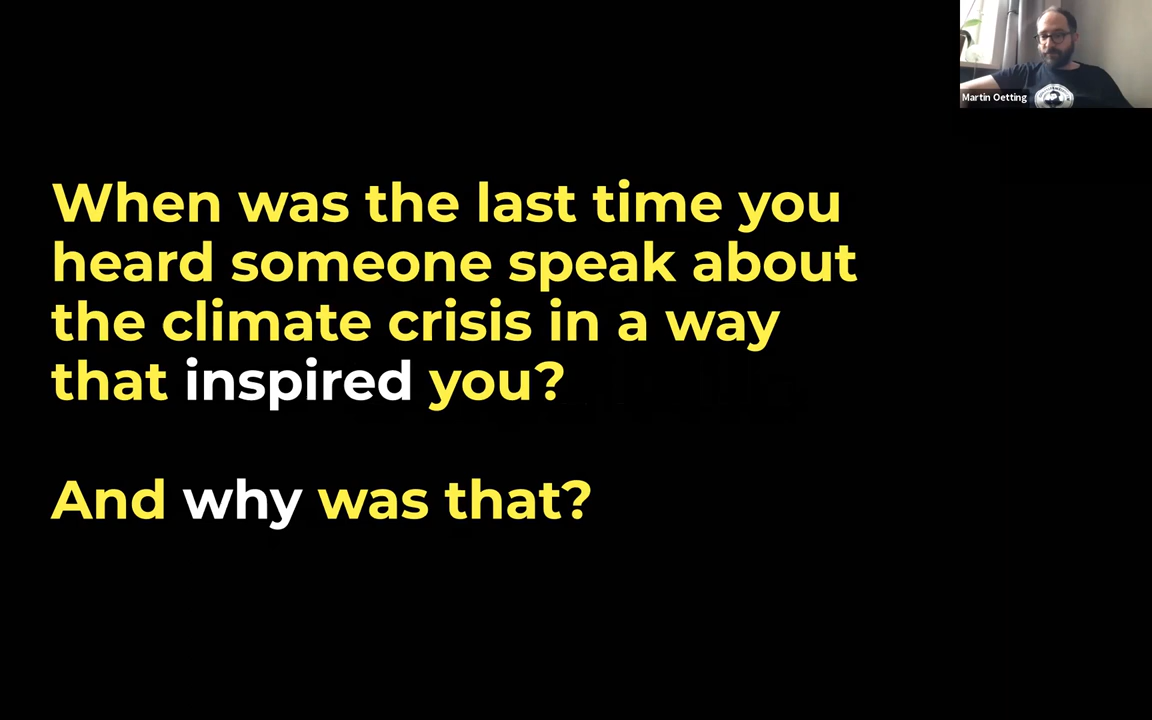 Martin Oetting
When was the last time you
heard someone speak about
the climate crisis in a way
that inspired you?
And why was that?